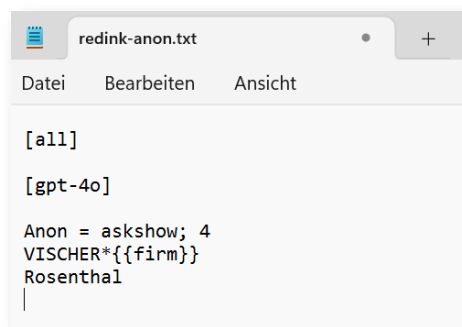 redink-anon.txt
Datei Bearbeiten Ansicht
[all]
[gpt-4o]
Anon = askshow; 4
VISCHER*{{firm}}
Rosenthal